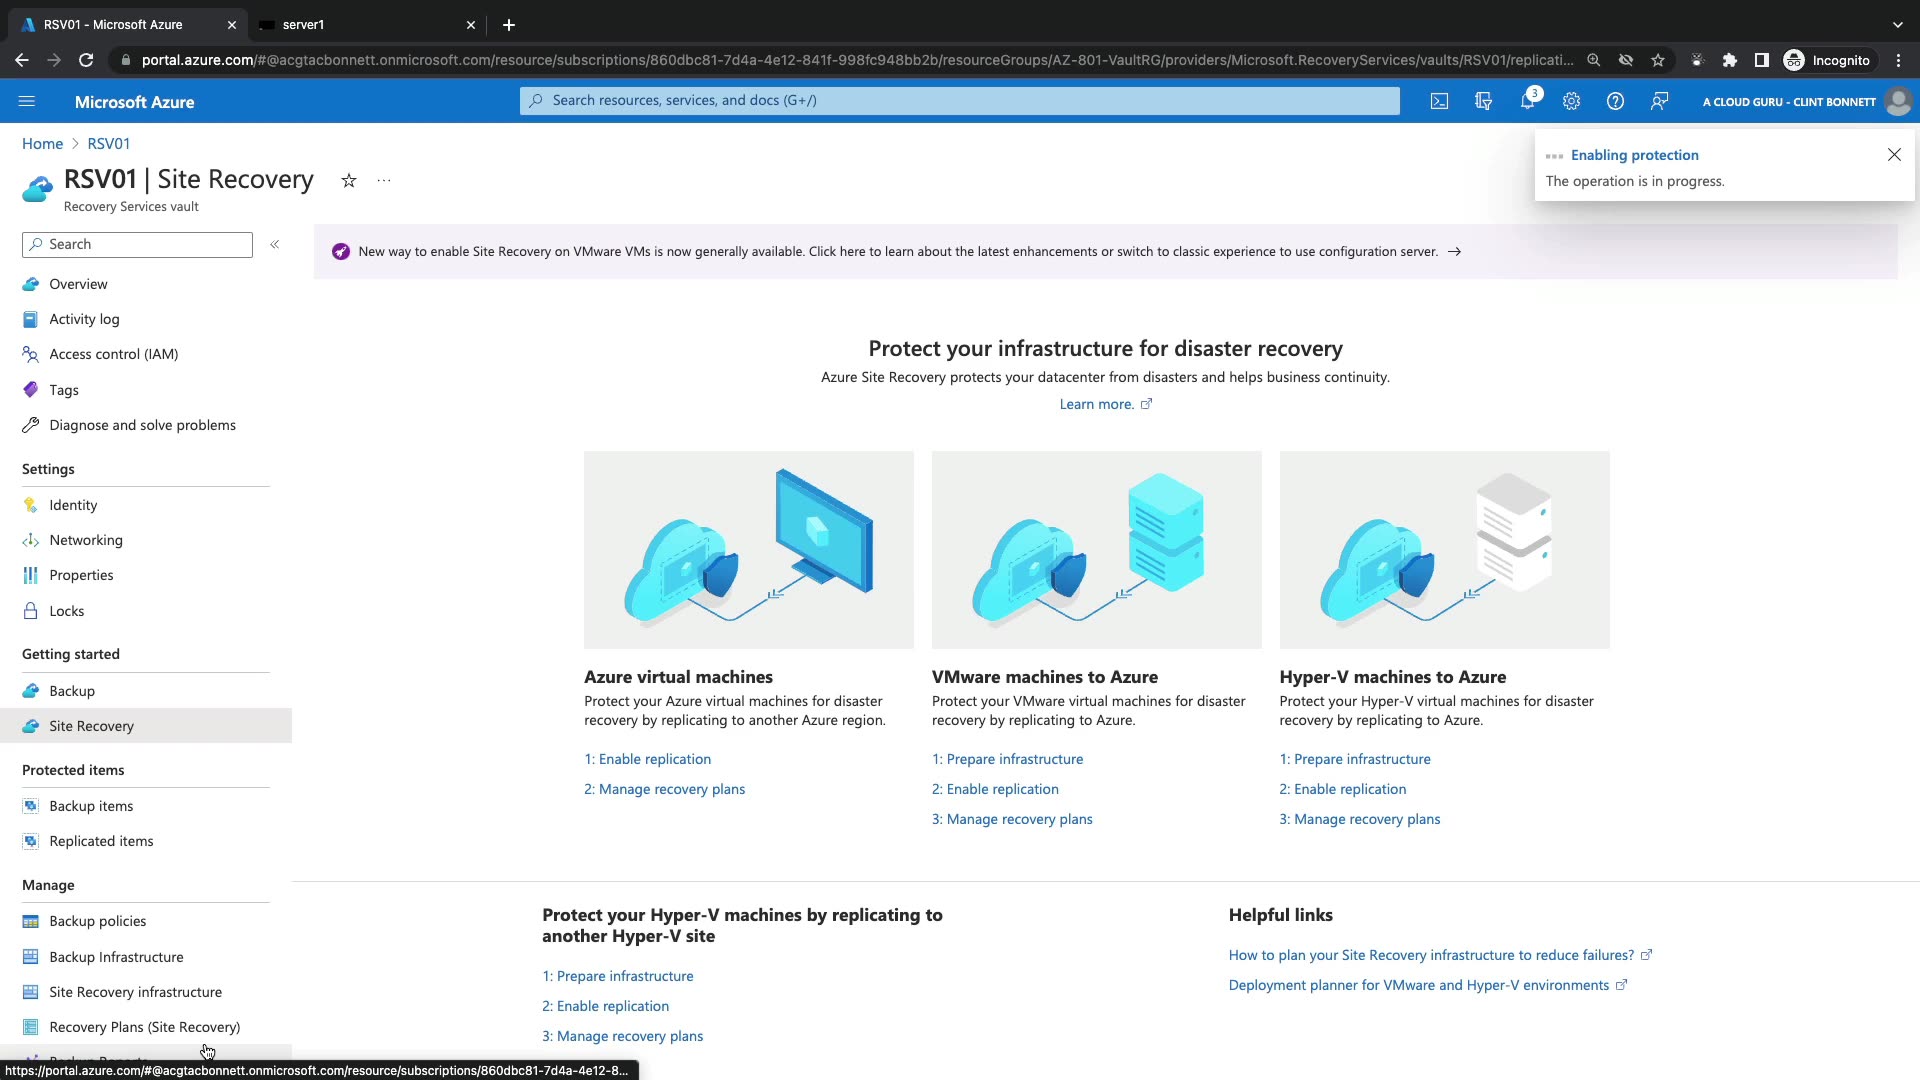 RSV01 - Microsoft Azure
server1
portal.azure.com/#@acgtacbonnett.onmicrosoft.com/resource/subscriptions/860dbc81-7d4a-4e12-841f-998fc948bb2b/resourceGroups/AZ-801-VaultRG/providers/Microsoft.RecoveryServices/vaults/RSV01/replicati...
Incognito
Microsoft Azure
Search resources, services, and docs (G+/)
3
A CLOUD GURU - CLINT BONNETT
Home > RSV01
Enabling protection
The operation is in progress.
RSV01 | Site Recovery
Recovery Services vault
Search
New way to enable Site Recovery on VMware VMs is now generally available. Click here to learn about the latest enhancements or switch to classic experience to use configuration server. →
Overview
Activity log
Access control (IAM)
Tags
Diagnose and solve problems
Settings
Identity
Networking
Properties
Locks
Getting started
Backup
Site Recovery
Protected items
Backup items
Replicated items
Manage
Backup policies
Backup Infrastructure
Site Recovery infrastructure
Recovery Plans (Site Recovery)
https://portal.azure.com/#@acgtacbonnett.onmicrosoft.com/resource/subscriptions/860dbc81-7d4a-4e12-8...
Protect your infrastructure for disaster recovery
Azure Site Recovery protects your datacenter from disasters and helps business continuity.
Learn more.
Azure virtual machines
Protect your Azure virtual machines for disaster
recovery by replicating to another Azure region.
1: Enable replication
2: Manage recovery plans
VMware machines to Azure
Protect your VMware virtual machines for disaster
recovery by replicating to Azure.
1: Prepare infrastructure
2: Enable replication
3: Manage recovery plans
Hyper-V machines to Azure
Protect your Hyper-V virtual machines for disaster
recovery by replicating to Azure.
1: Prepare infrastructure
2: Enable replication
3: Manage recovery plans
Protect your Hyper-V machines by replicating to
another Hyper-V site
1: Prepare infrastructure
2: Enable replication
3: Manage recovery plans
Helpful links
How to plan your Site Recovery infrastructure to reduce failures?
Deployment planner for VMware and Hyper-V environments